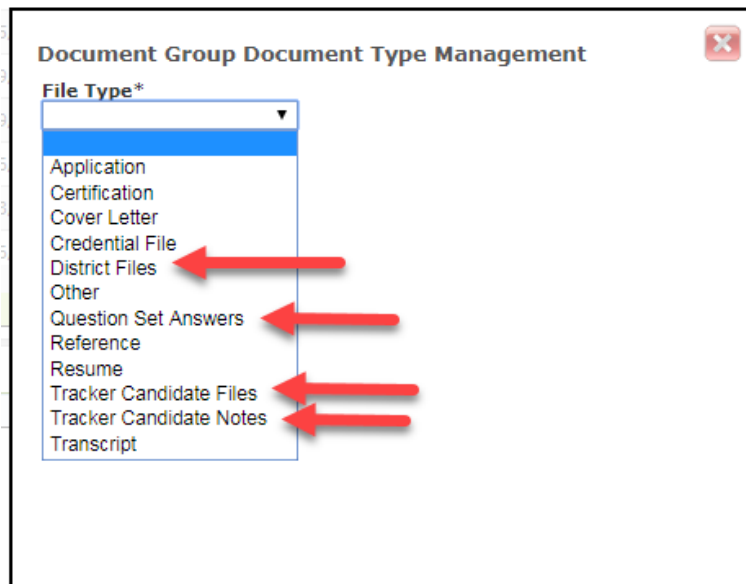 Document Group Document Type Management
File Type*
Application
Certification
Cover Letter
Credential File
District Files
Other
Question Set Answers
Reference
Resume
Tracker Candidate Files
Tracker Candidate Notes
Transcript